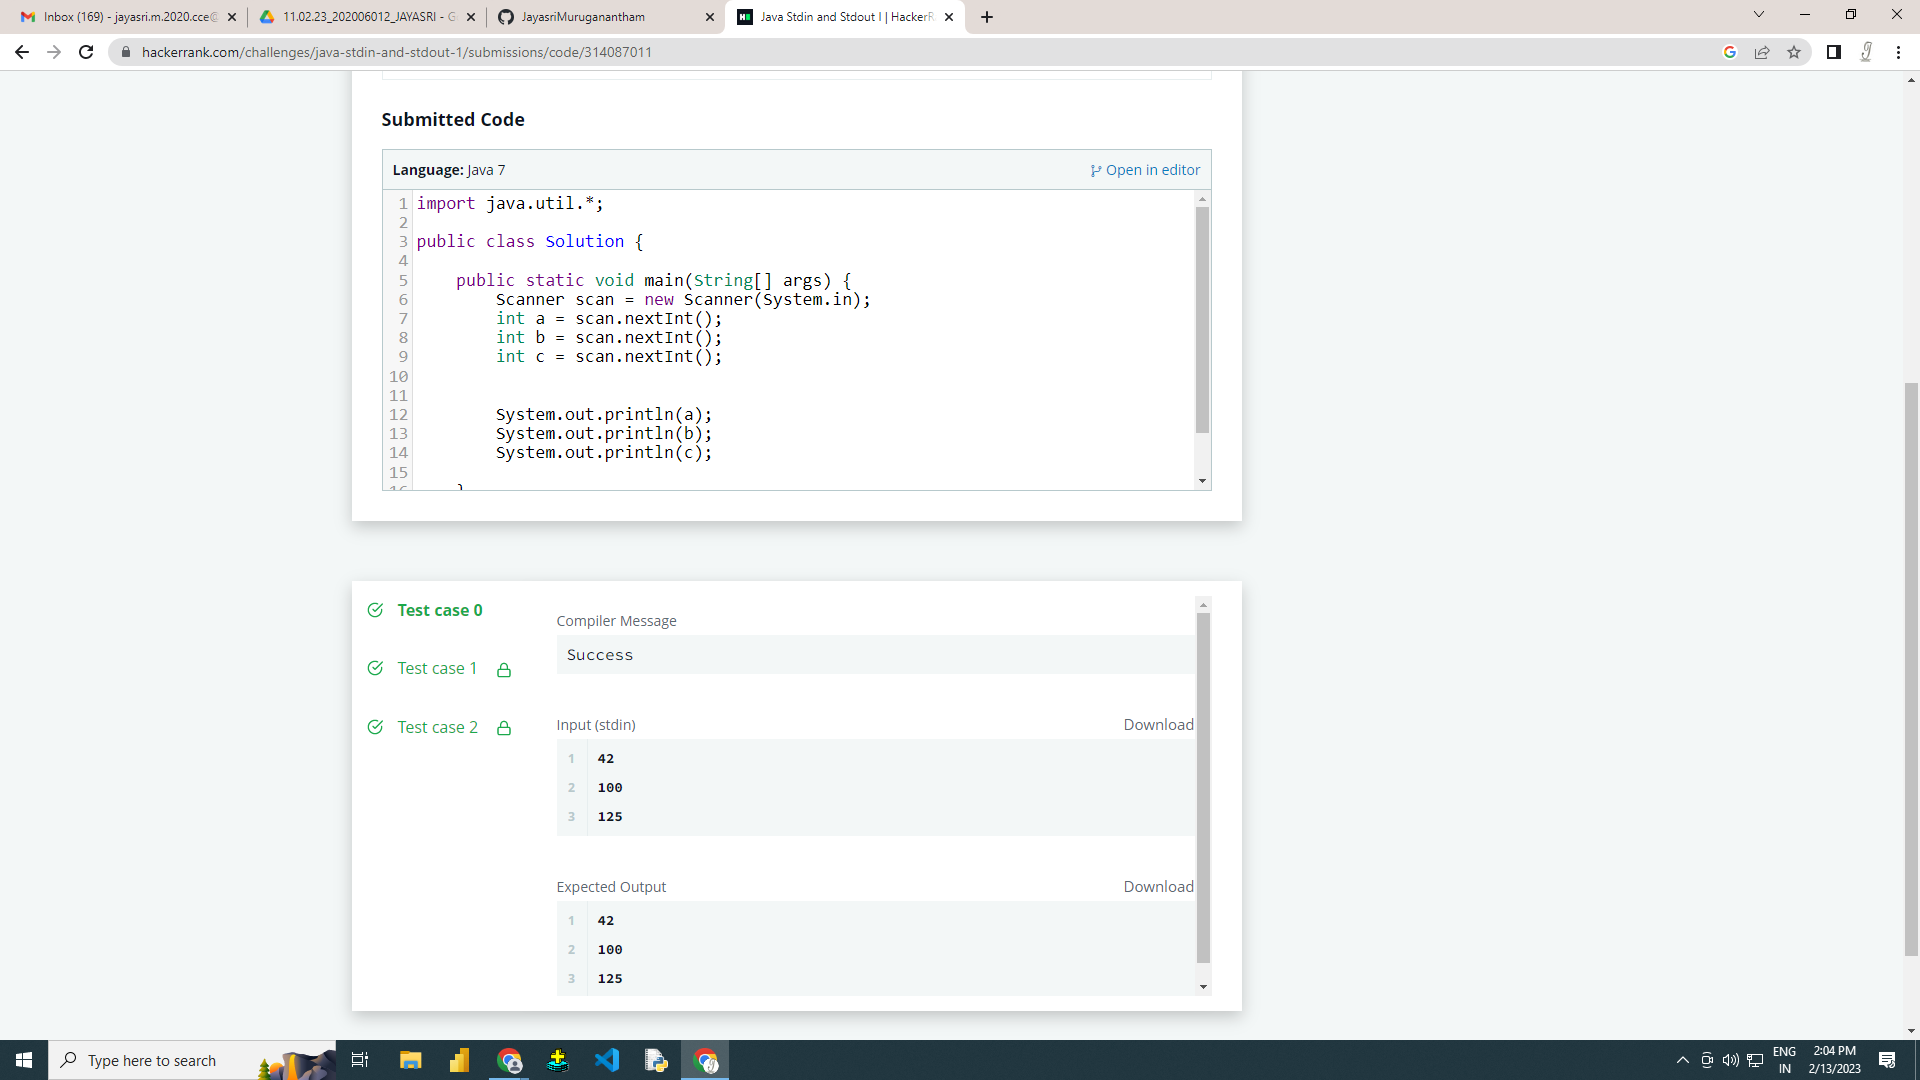 Inbox (169) - jayasri.m.2020.cce@
11.02.23_202006012_JAYASRI - G
JayasriMuruganantham
Java Stdin and Stdout I | HackerR
hackerrank.com/challenges/java-stdin-and-stdout-1/submissions/code/314087011
Submitted Code
Language: Java 7
Open in editor
1 import java.util.*;
2
3 public class Solution {
4
5 public static void main(String[] args) {
6 Scanner scan = new Scanner(System.in);
7 int a = scan.nextInt();
8 int b = scan.nextInt();
9 int c = scan.nextInt();
10
11
12 System.out.println(a);
13 System.out.println(b);
14 System.out.println(c);
15
16 }
Test case 0
Test case 1
Test case 2
Compiler Message
Success
Input (stdin)
Download
1 42
2 100
3 125
Expected Output
Download
1 42
2 100
3 125
Type here to search
ENG
IN
2:04 PM
2/13/2023